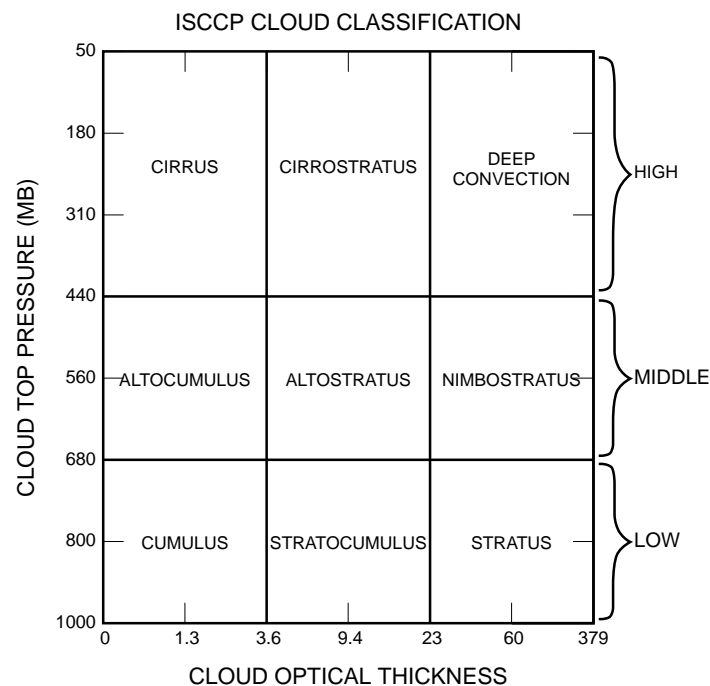 ISCCP CLOUD CLASSIFICATION
50
180
310
440
560
680
800
1000
CLOUD TOP PRESSURE (MB)
CIRRUS
CIRROSTRATUS
DEEP
CONVECTION
HIGH
ALTOCUMULUS
ALTOSTRATUS
NIMBOSTRATUS
MIDDLE
CUMULUS
STRATOCUMULUS
STRATUS
LOW
0
1.3
3.6
9.4
23
60
379
CLOUD OPTICAL THICKNESS